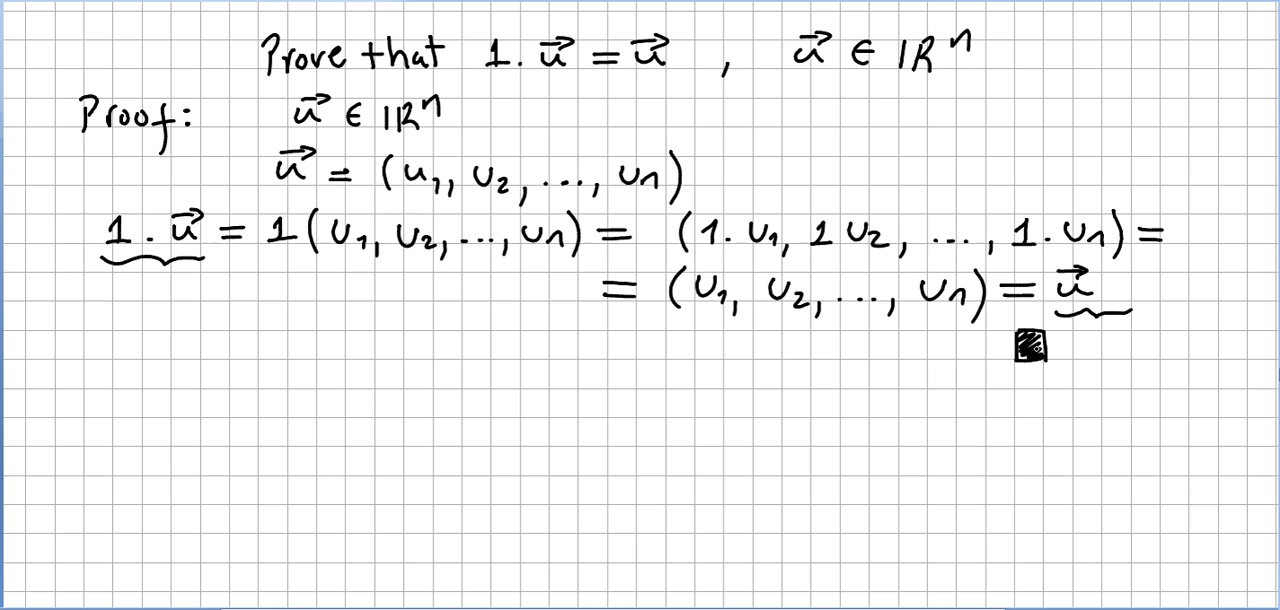 Prove that 1. u⃗ = u⃗ , u⃗ ∈ ℝⁿ
Proof: u⃗ ∈ ℝⁿ
u⃗ = (u₁, u₂, ..., uₙ)
1 . u⃗ = 1 (u₁, u₂, ..., uₙ) = (1. u₁, 1 u₂, ..., 1. uₙ) =
= (u₁, u₂, ..., uₙ) = u⃗